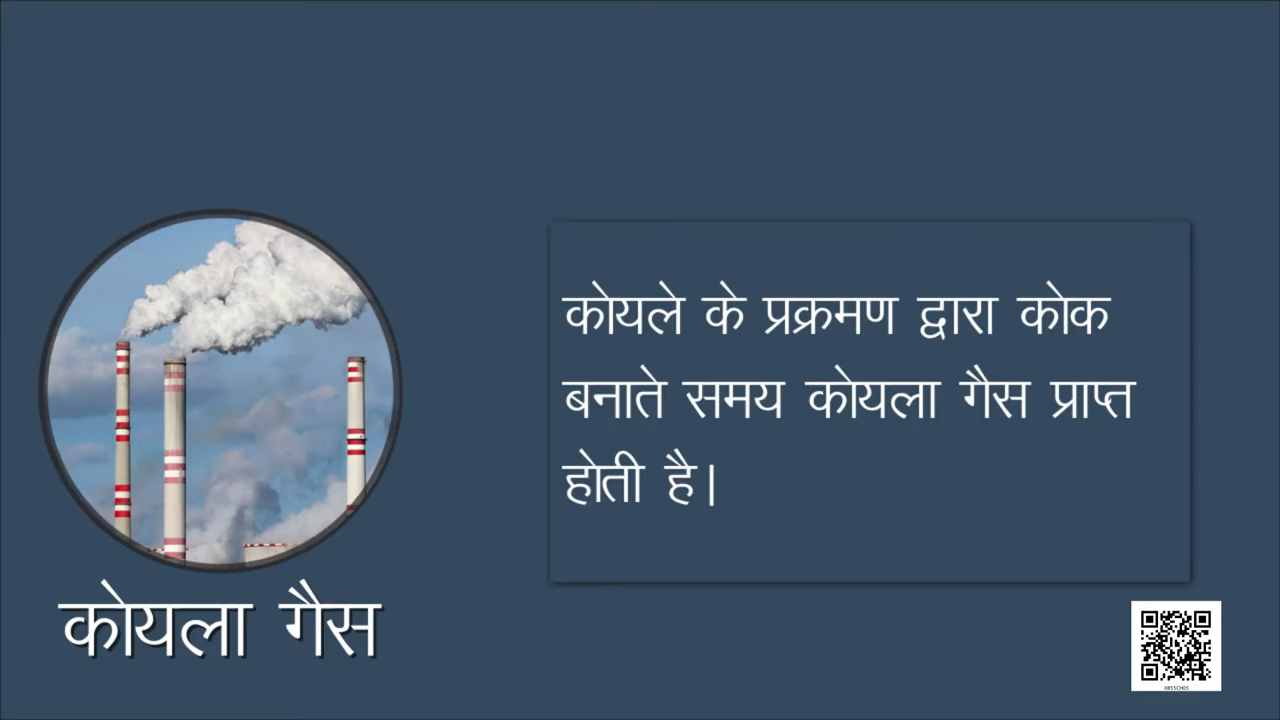 कोयले के प्रक्रमण द्वारा कोक
बनाते समय कोयला गैस प्राप्त
होती है।
कोयला गैस